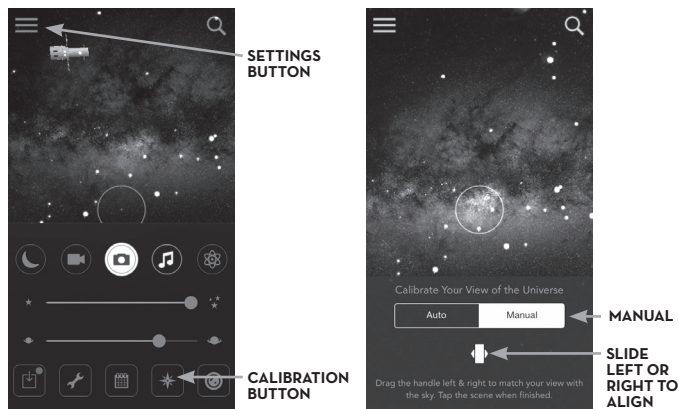 SETTINGS
BUTTON
CALIBRATION
BUTTON
Calibrate Your View of the Universe
Auto
Manual
MANUAL
SLIDE
LEFT OR
RIGHT TO
ALIGN
Drag the handle left & right to match your view with
the sky. Tap the scene when finished.